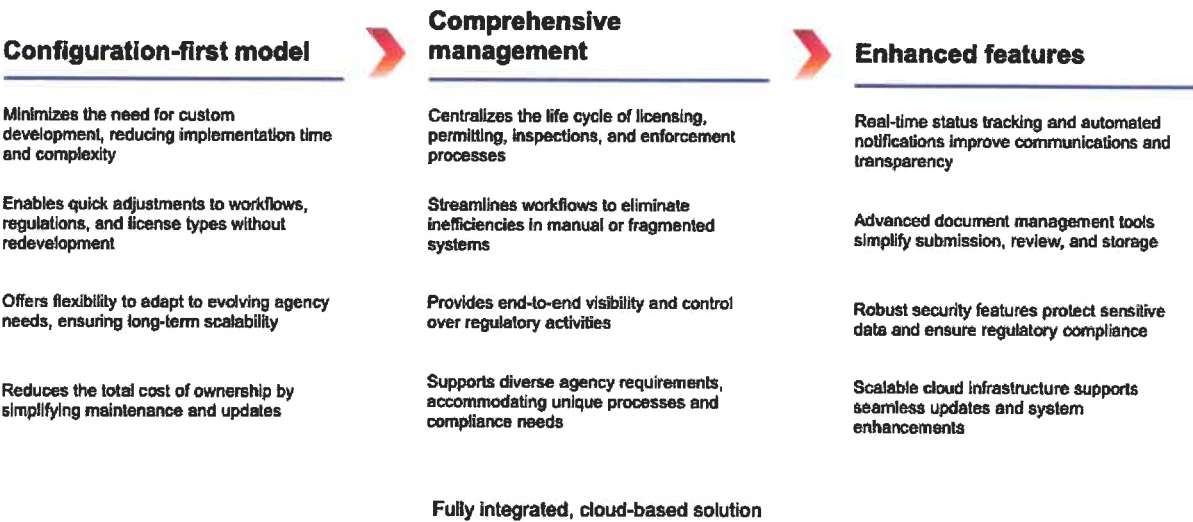 Configuration-first model
Minimizes the need for custom
development, reducing implementation time
and complexity
Enables quick adjustments to workflows,
regulations, and license types without
redevelopment
Offers flexibility to adapt to evolving agency
needs, ensuring long-term scalability
Reduces the total cost of ownership by
simplifying maintenance and updates
Comprehensive
management
Centralizes the life cycle of licensing,
permitting, inspections, and enforcement
processes
Streamlines workflows to eliminate
inefficiencies in manual or fragmented
systems
Provides end-to-end visibility and control
over regulatory activities
Supports diverse agency requirements,
accommodating unique processes and
compliance needs
Enhanced features
Real-time status tracking and automated
notifications improve communications and
transparency
Advanced document management tools
simplify submission, review, and storage
Robust security features protect sensitive
data and ensure regulatory compliance
Scalable cloud infrastructure supports
seamless updates and system
enhancements
Fully integrated, cloud-based solution